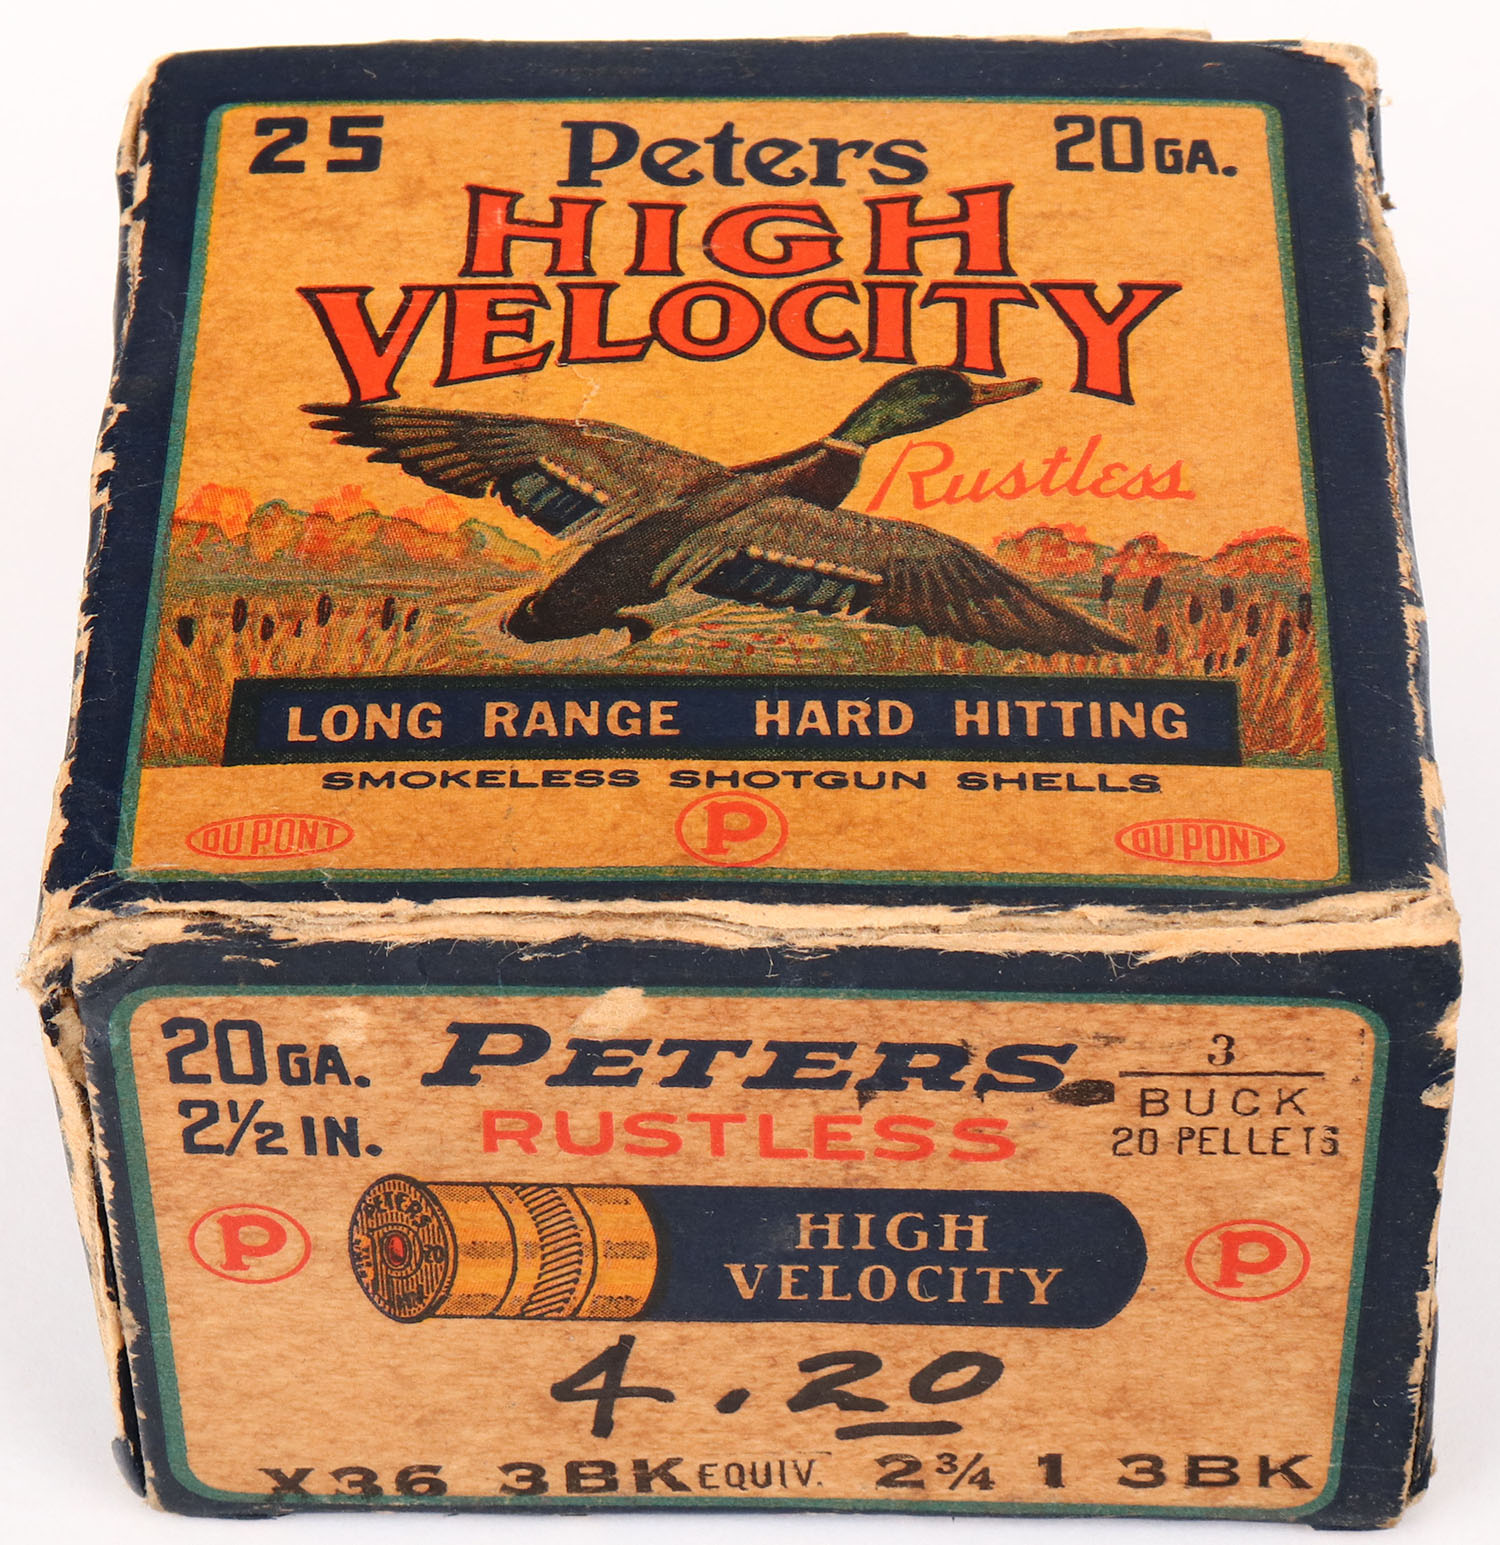 25 Peters 20 GA.
HIGH
VELOCITY
Rustless
LONG RANGE HARD HITTING
SMOKELESS SHOTGUN SHELLS
DU PONT P DU PONT
20 GA. PETERS 3
2½ IN. RUSTLESS BUCK
20 PELLETS
PETERS
20
P HIGH P
VELOCITY
4.20
X36 3BK EQUIV. 2¾ 1 3BK